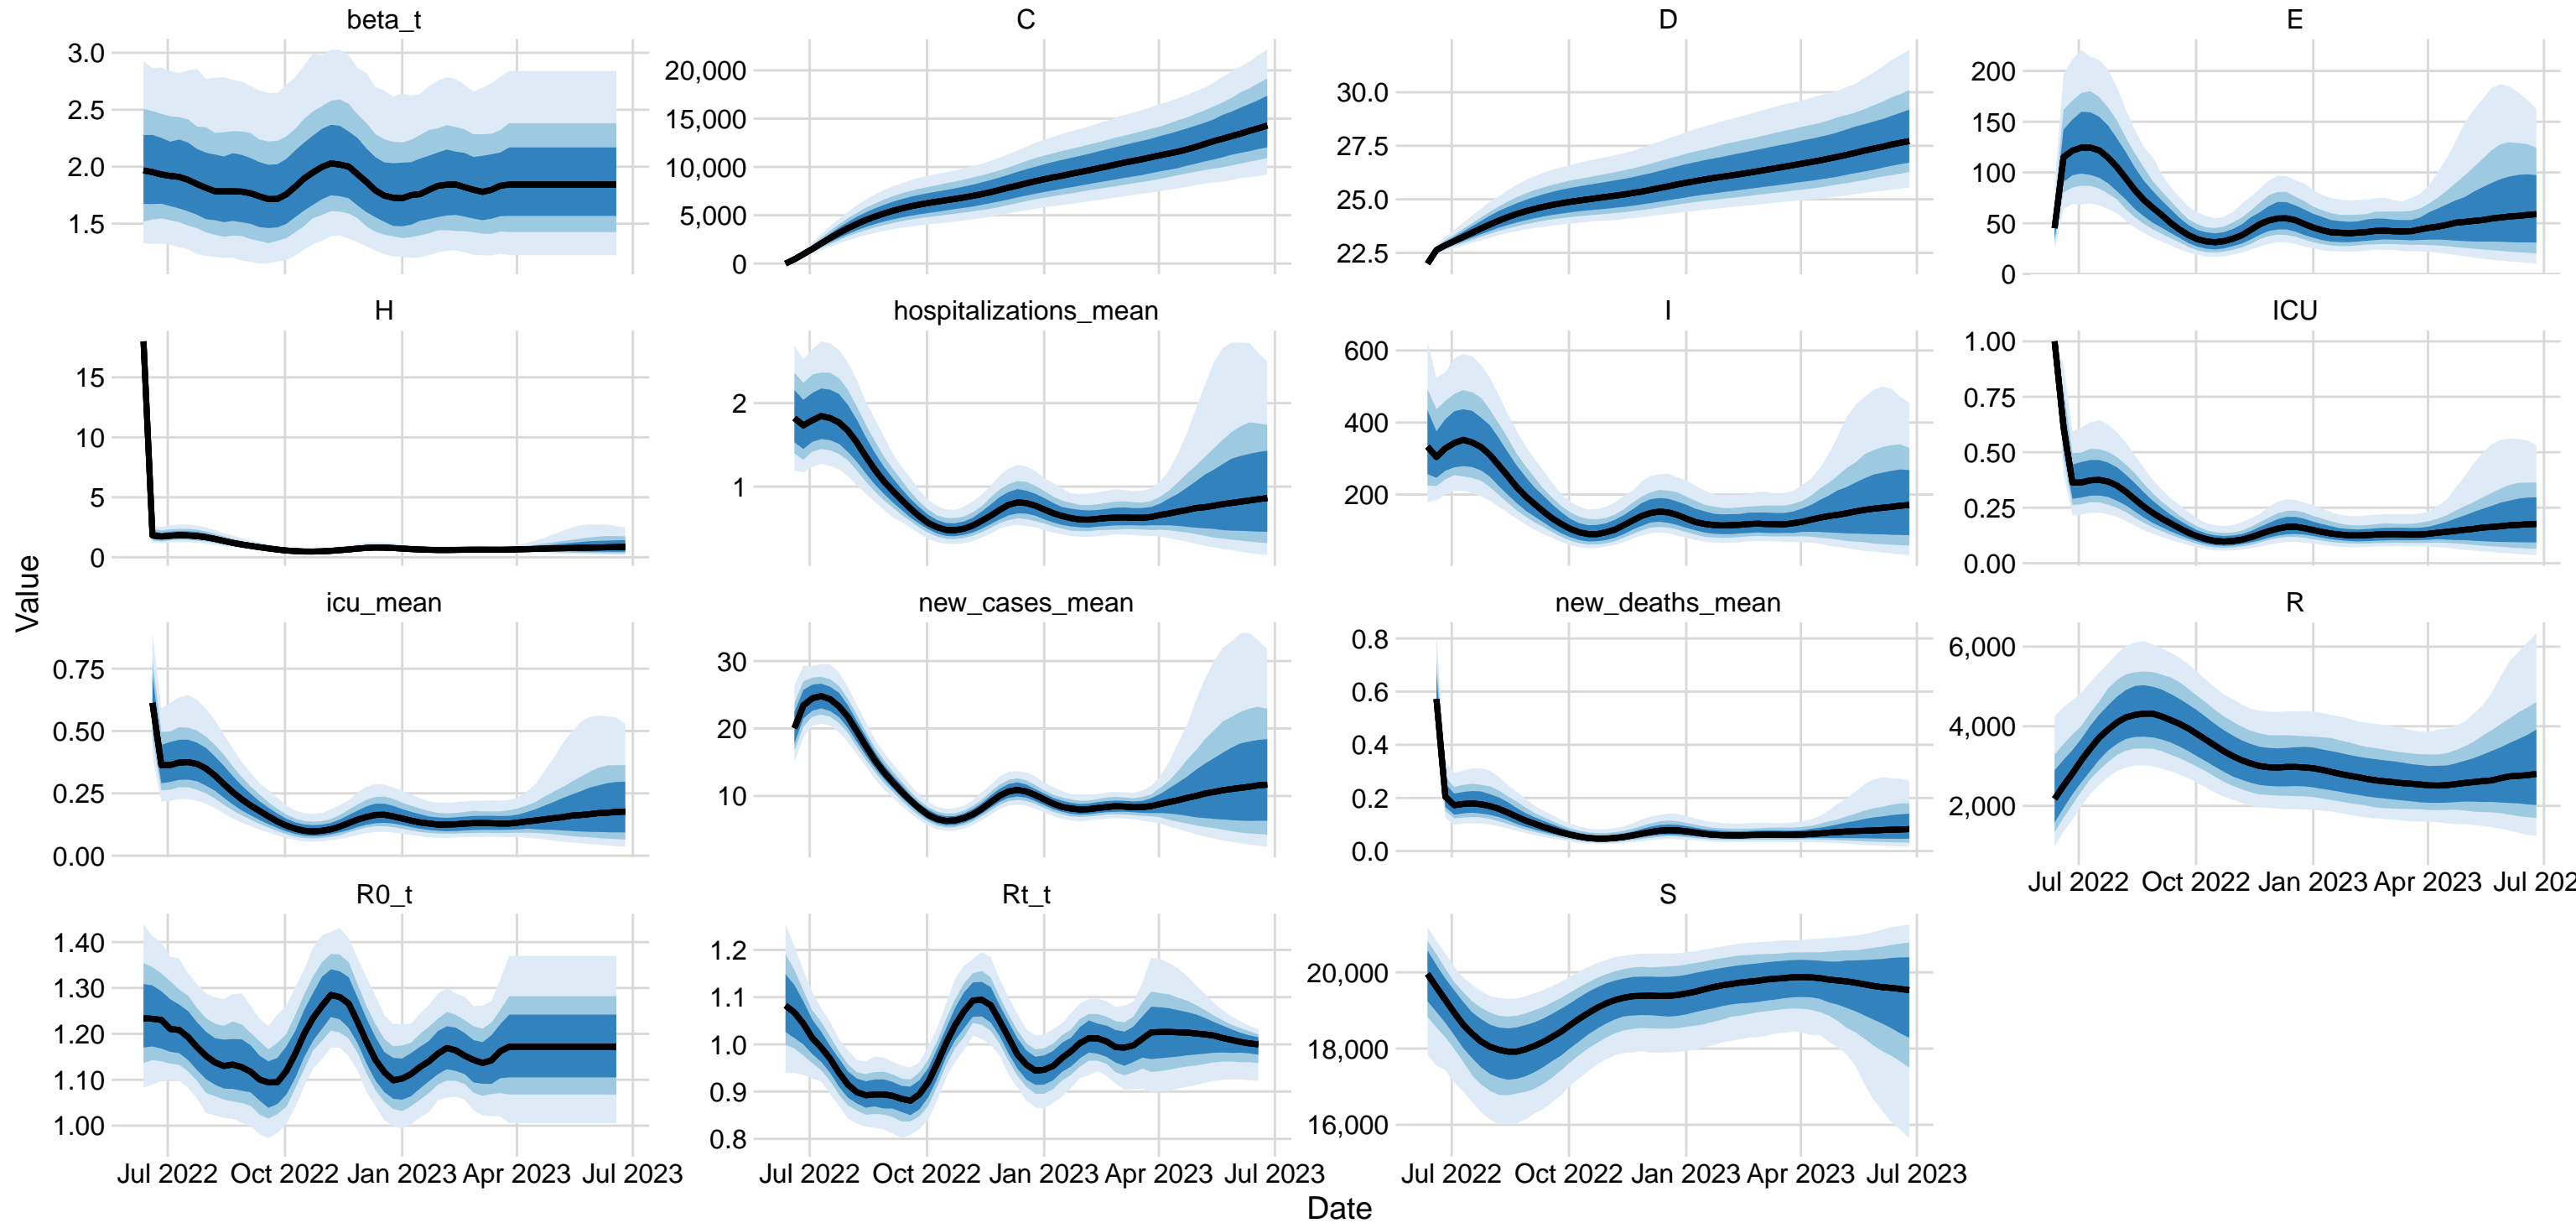 beta_t
C
D
E
3.0
2.5
2.0
1.5
20,000
15,000
10,000
5,000
0
30.0
27.5
25.0
22.5
200
150
100
50
0
H
hospitalizations_mean
I
ICU
15
10
5
0
2
1
600
400
200
1.00
0.75
0.50
0.25
0.00
Value
icu_mean
new_cases_mean
new_deaths_mean
R
0.75
0.50
0.25
0.00
30
20
10
0.8
0.6
0.4
0.2
0.0
6,000
4,000
2,000
Jul 2022 Oct 2022 Jan 2023 Apr 2023 Jul 202
R0_t
Rt_t
S
1.40
1.30
1.20
1.10
1.00
1.2
1.1
1.0
0.9
0.8
20,000
18,000
16,000
Jul 2022 Oct 2022 Jan 2023 Apr 2023 Jul 2023
Jul 2022 Oct 2022 Jan 2023 Apr 2023 Jul 2023
Jul 2022 Oct 2022 Jan 2023 Apr 2023 Jul 2023
Date